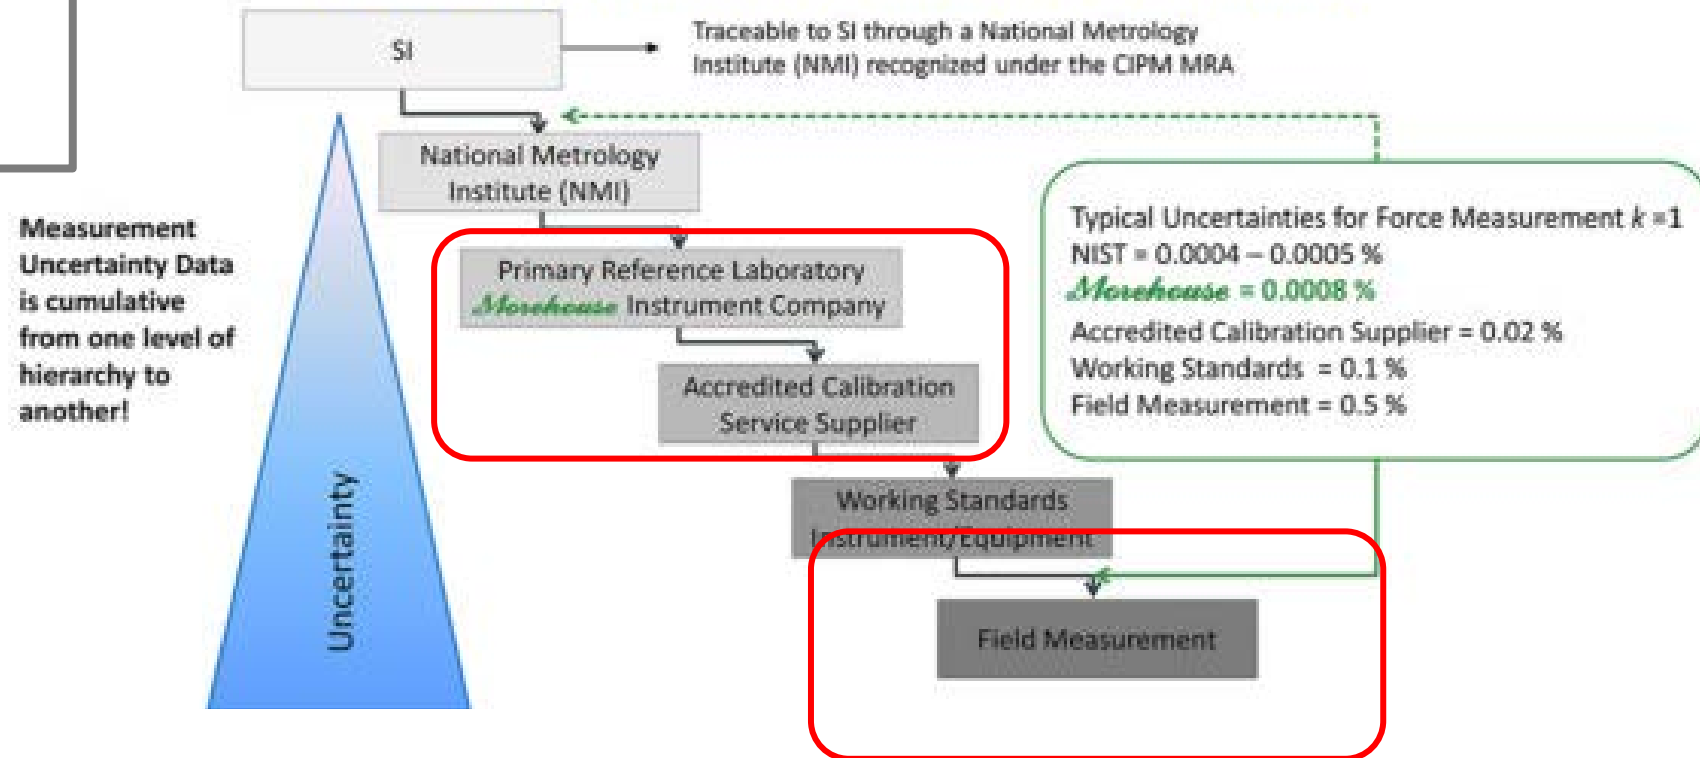 SI
Traceable to SI through a National Metrology
Institute (NMI) recognized under the CIPM MRA
National Metrology
Institute (NMI)
Measurement
Uncertainty Data
is cumulative
from one level of
hierarchy to
another!
Uncertainty
Primary Reference Laboratory
Morehouse Instrument Company
Accredited Calibration
Service Supplier
Working Standards
Instrument/Equipment
Field Measurement
Typical Uncertainties for Force Measurement k =1
NIST = 0.0004 – 0.0005 %
Morehouse = 0.0008 %
Accredited Calibration Supplier = 0.02 %
Working Standards = 0.1 %
Field Measurement = 0.5 %